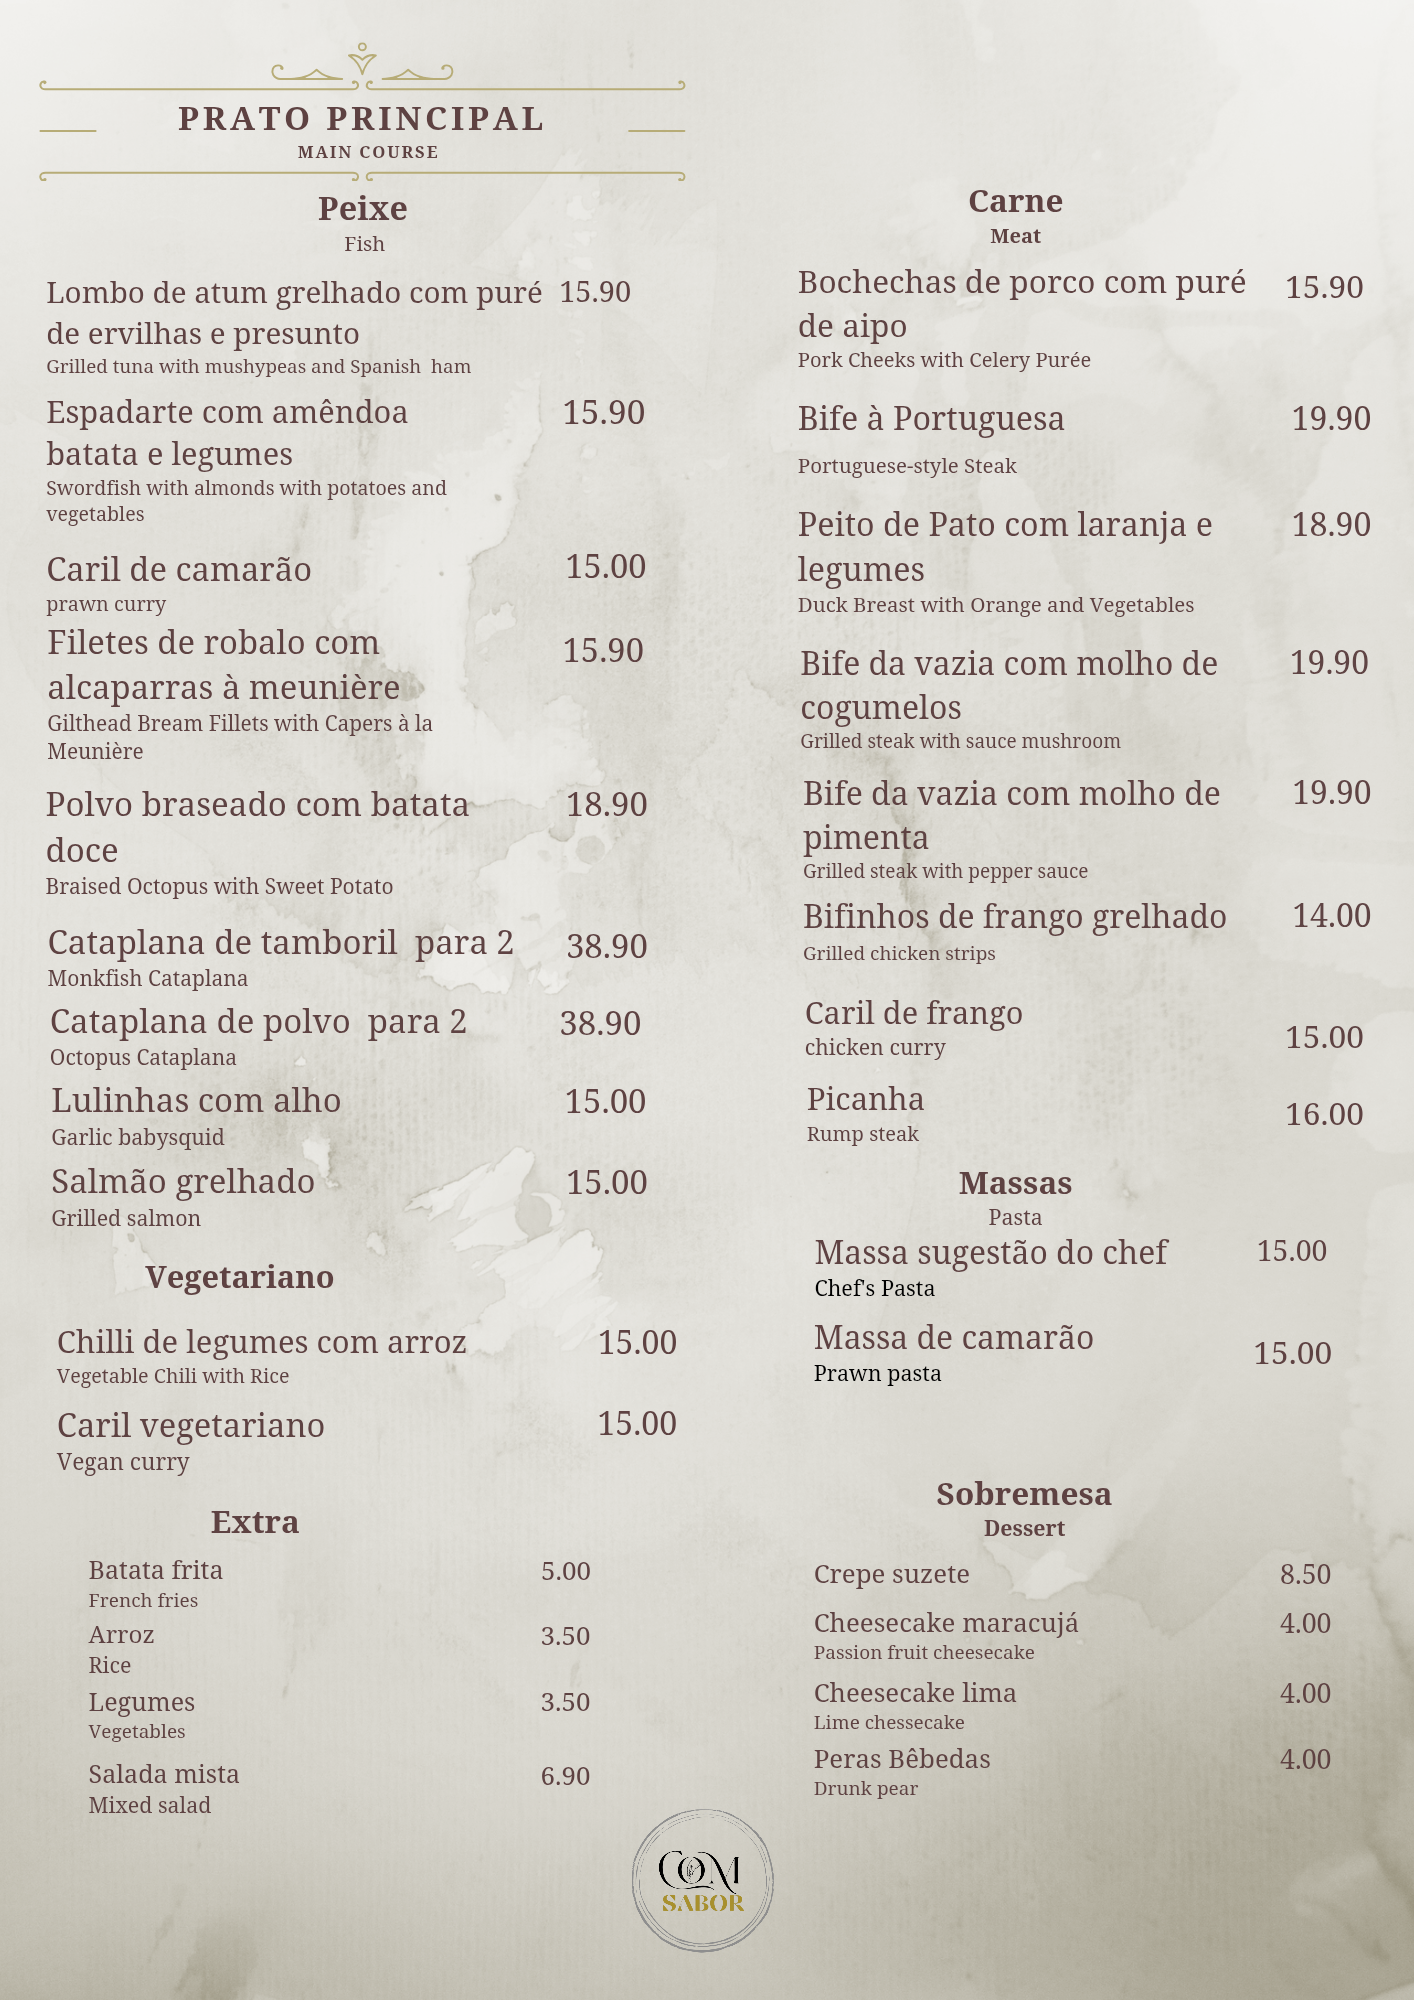 PRATO PRINCIPAL
MAIN COURSE
Peixe
Fish
Lombo de atum grelhado com puré 15.90
de ervilhas e presunto
Grilled tuna with mushypeas and Spanish ham
Espadarte com amêndoa 15.90
batata e legumes
Swordfish with almonds with potatoes and
vegetables
Caril de camarão 15.00
prawn curry
Filetes de robalo com 15.90
alcaparras à meunière
Gilthead Bream Fillets with Capers à la
Meunière
Polvo braseado com batata 18.90
doce
Braised Octopus with Sweet Potato
Cataplana de tamboril para 2 38.90
Monkfish Cataplana
Cataplana de polvo para 2 38.90
Octopus Cataplana
Lulinhas com alho 15.00
Garlic babysquid
Salmão grelhado 15.00
Grilled salmon
Vegetariano
Chilli de legumes com arroz 15.00
Vegetable Chili with Rice
Caril vegetariano 15.00
Vegan curry
Extra
Batata frita 5.00
French fries
Arroz 3.50
Rice
Legumes 3.50
Vegetables
Salada mista 6.90
Mixed salad
Carne
Meat
Bochechas de porco com puré 15.90
de aipo
Pork Cheeks with Celery Purée
Bife à Portuguesa 19.90
Portuguese-style Steak
Peito de Pato com laranja e 18.90
legumes
Duck Breast with Orange and Vegetables
Bife da vazia com molho de 19.90
cogumelos
Grilled steak with sauce mushroom
Bife da vazia com molho de 19.90
pimenta
Grilled steak with pepper sauce
Bifinhos de frango grelhado 14.00
Grilled chicken strips
Caril de frango 15.00
chicken curry
Picanha 16.00
Rump steak
Massas
Pasta
Massa sugestão do chef 15.00
Chef's Pasta
Massa de camarão 15.00
Prawn pasta
Sobremesa
Dessert
Crepe suzete 8.50
Cheesecake maracujá 4.00
Passion fruit cheesecake
Cheesecake lima 4.00
Lime chessecake
Peras Bêbedas 4.00
Drunk pear
COM
SABOR